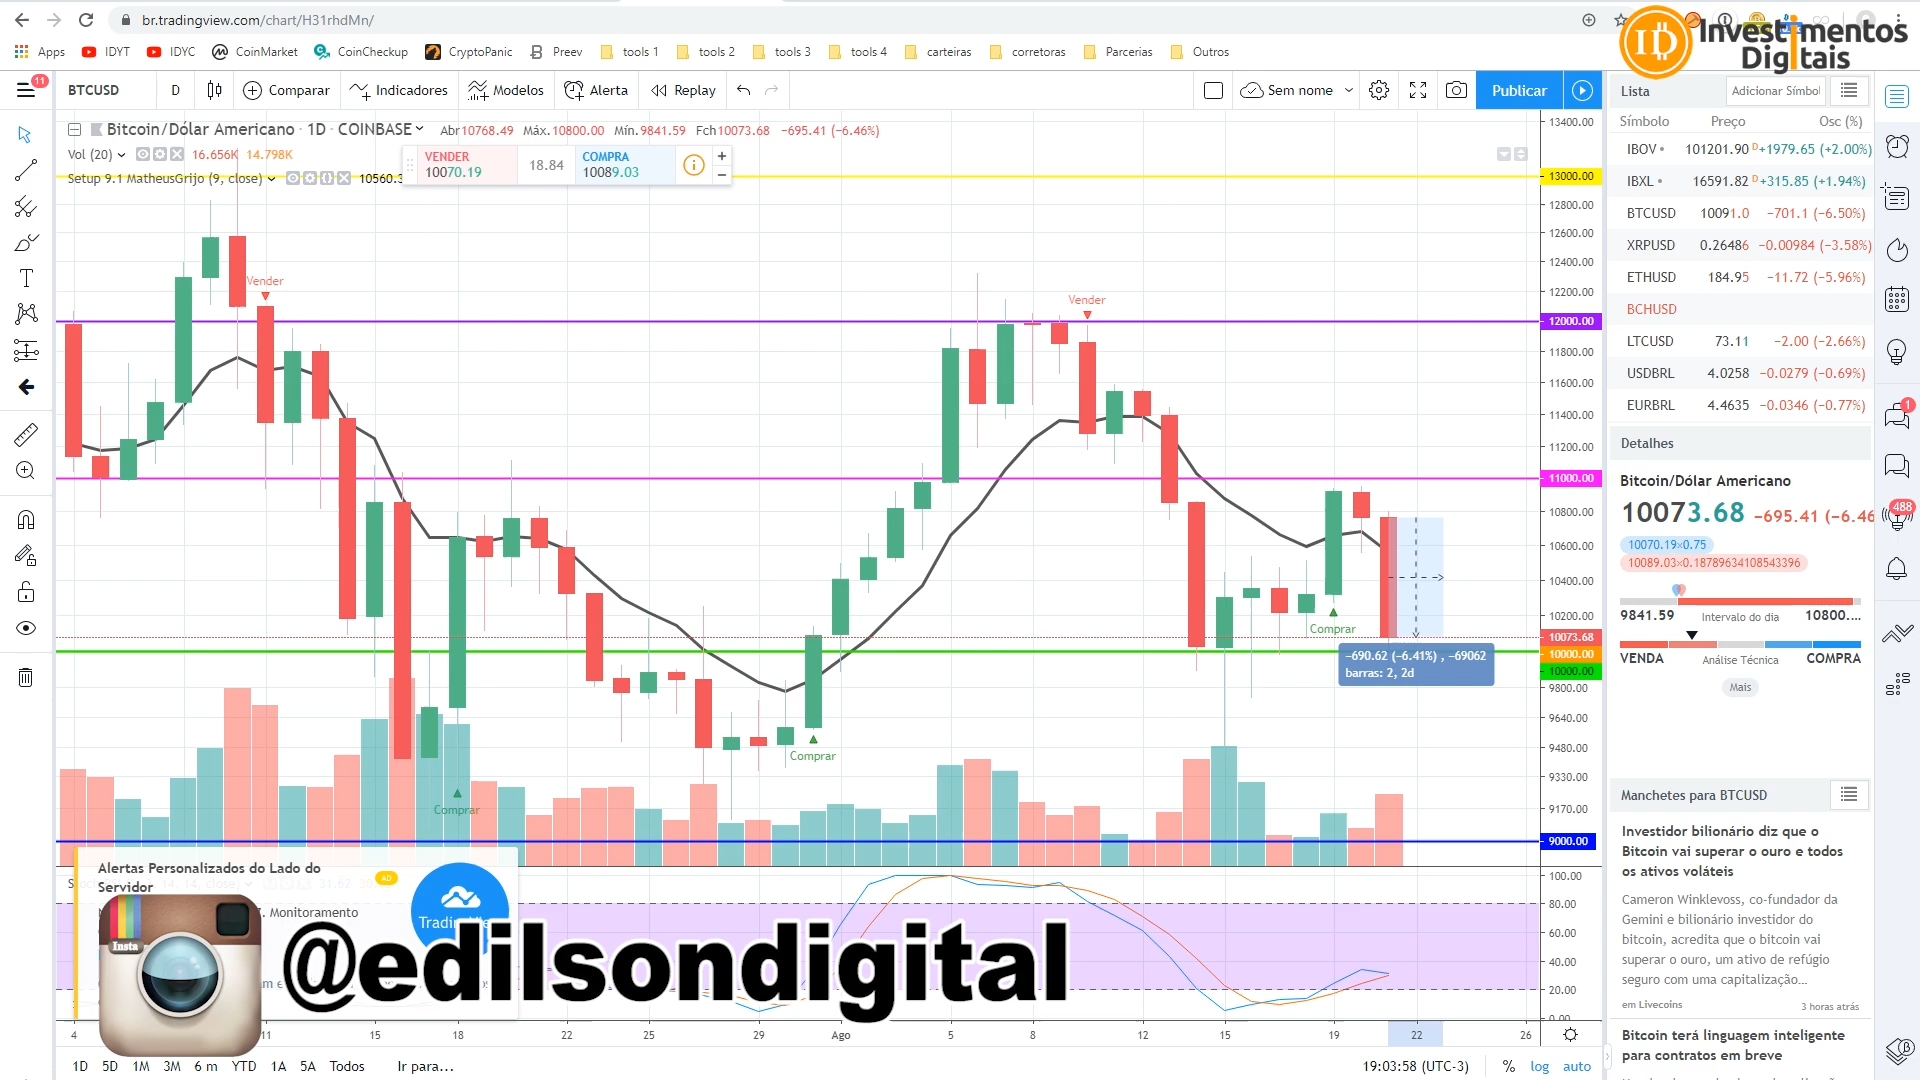 br.tradingview.com/chart/H31rhdMn/
Investimentos
Digitais
Apps IDYT IDYC CoinMarket CoinCheckup CryptoPanic Preev tools 1 tools 2 tools 3 tools 4 carteiras corretoras Parcerias Outros
11
BTCUSD D Comparar Indicadores Modelos Alerta Replay Sem nome Publicar
Bitcoin/Dólar Americano · 1D · COINBASE Abr10768.49 Máx.10800.00 Mín.9841.59 Fch10073.68 −695.41 (−6.46%)
Vol (20) 16.656K 14.798K
Setup 9.1 MatheusGrijo (9, close) 10560.3
VENDER
10070.19
18.84
COMPRA
10089.03
Vender
Vender
Comprar
Comprar
Comprar
−690.62 (−6.41%) , −69062
barras: 2, 2d
13400.00
13000.00
12800.00
12600.00
12400.00
12200.00
12000.00
11800.00
11600.00
11400.00
11200.00
11000.00
10800.00
10600.00
10400.00
10200.00
10073.68
10000.00
10000.00
9800.00
9640.00
9480.00
9330.00
9170.00
9000.00
100.00
80.00
60.00
40.00
20.00
0.00
Alertas Personalizados do Lado do
Servidor
AD
Monitoramento
Insta
@edilsondigital
4 11 15 18 22 25 29 Ago 5 8 12 15 19 22 26
1D 5D 1M 3M 6 m YTD 1A 5A Todos Ir para... 19:03:58 (UTC-3) % log auto
Lista Adicionar Símbol
Símbolo Preço Osc (%)
IBOV 101201.90 D +1979.65 (+2.00%)
IBXL 16591.82 D +315.85 (+1.94%)
BTCUSD 10091.0 −701.1 (−6.50%)
XRPUSD 0.26486 −0.00984 (−3.58%)
ETHUSD 184.95 −11.72 (−5.96%)
BCHUSD
LTCUSD 73.11 −2.00 (−2.66%)
USDBRL 4.0258 −0.0279 (−0.69%)
EURBRL 4.4635 −0.0346 (−0.77%)
Detalhes
Bitcoin/Dólar Americano
10073.68 −695.41 (−6.46
10070.19×0.75
10089.03×0.18789634108543396
9841.59 Intervalo do dia 10800....
VENDA Análise Técnica COMPRA
Mais
Manchetes para BTCUSD
Investidor bilionário diz que o
Bitcoin vai superar o ouro e todos
os ativos voláteis
Cameron Winklevoss, co-fundador da
Gemini e bilionário investidor do
bitcoin, acredita que o bitcoin vai
superar o ouro, um ativo de refúgio
seguro com uma capitalização...
em Livecoins 3 horas atrás
Bitcoin terá linguagem inteligente
para contratos em breve
1
488